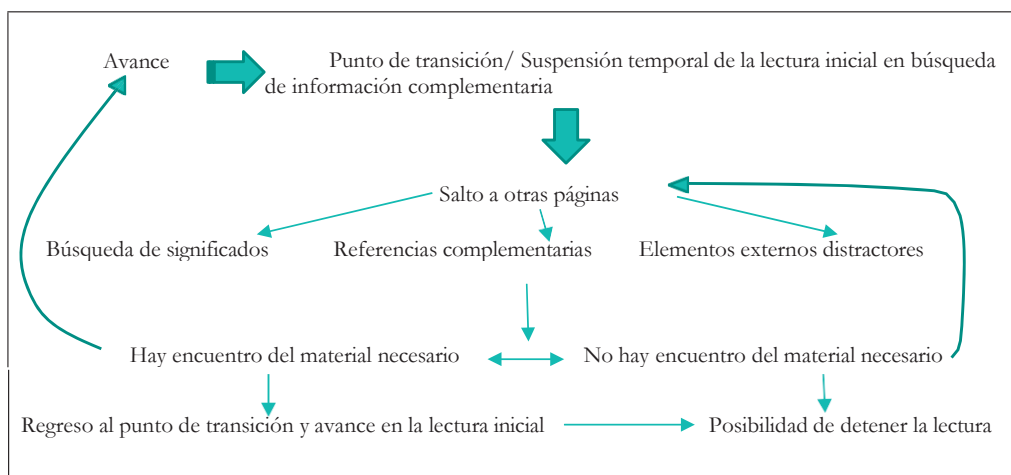 Avance
Punto de transición/ Suspensión temporal de la lectura inicial en búsqueda
de información complementaria
Salto a otras páginas
Búsqueda de significados
Referencias complementarias
Elementos externos distractores
Hay encuentro del material necesario
No hay encuentro del material necesario
Regreso al punto de transición y avance en la lectura inicial
Posibilidad de detener la lectura